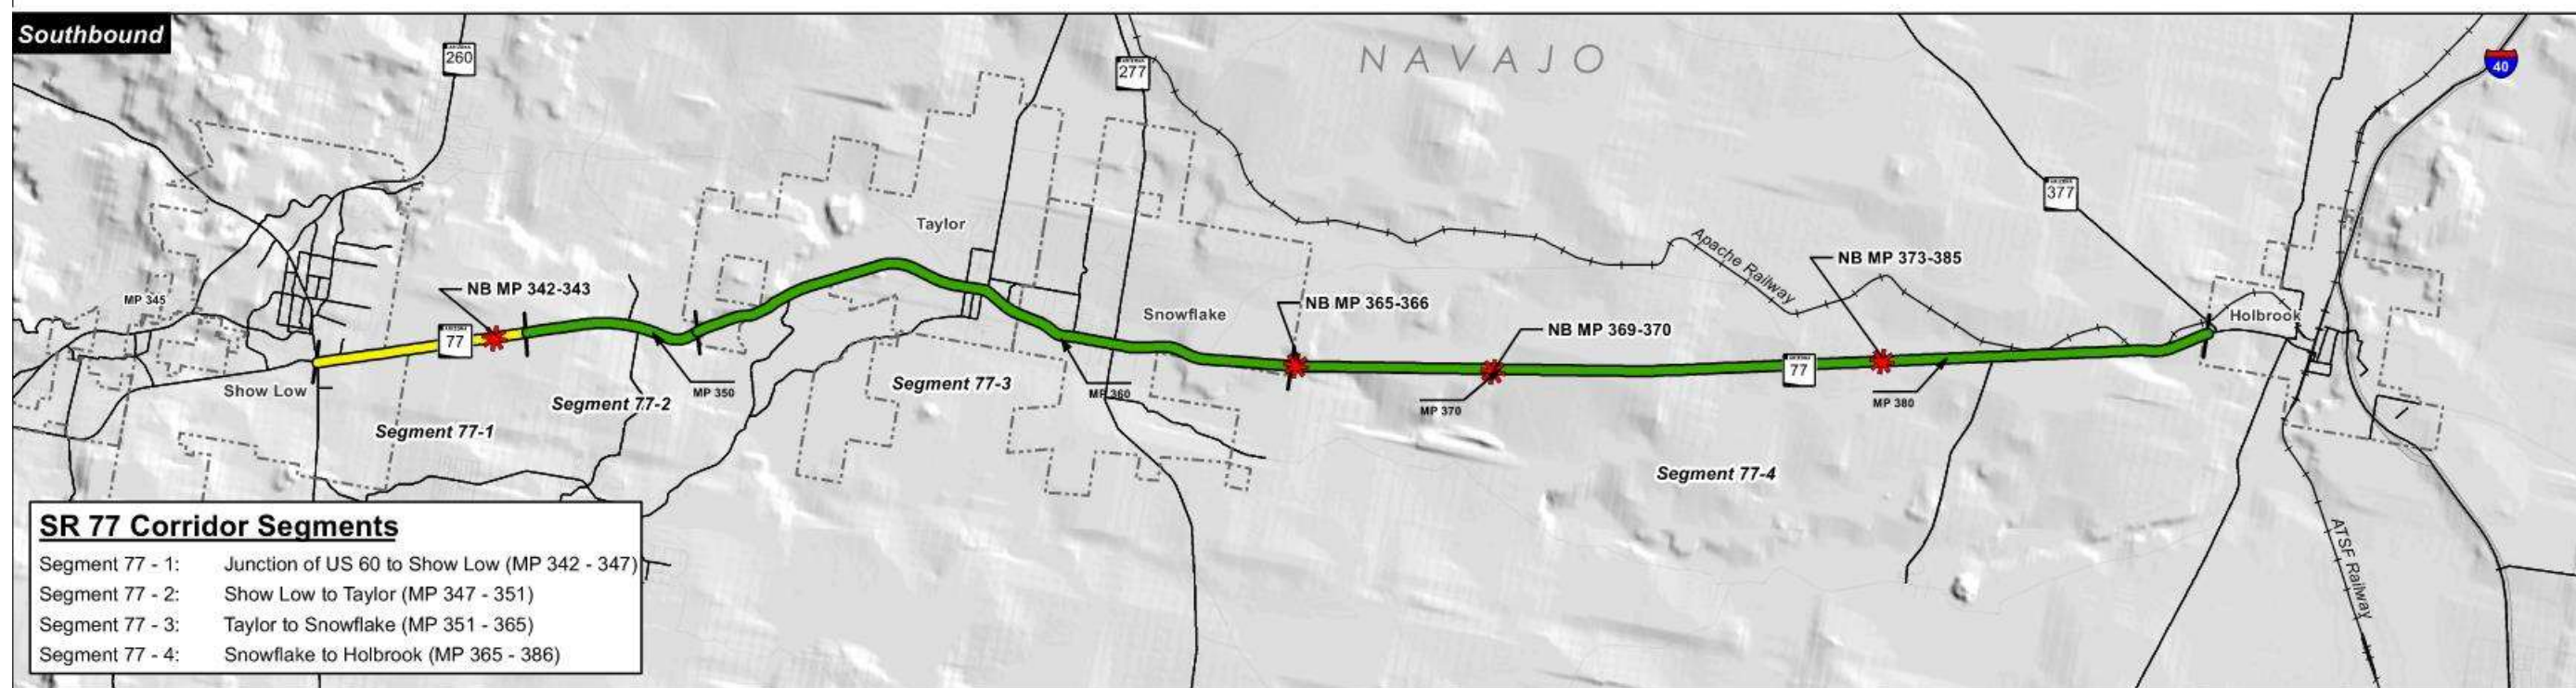 Southbound
ARIZONA
260
ARIZONA
277
NAVAJO
40
ARIZONA
377
Taylor
Apache Railway
NB MP 373-385
NB MP 342-343
MP 345
NB MP 365-366
Snowflake
Holbrook
NB MP 369-370
ARIZONA
77
ARIZONA
77
Show Low
Segment 77-2
MP 350
Segment 77-3
MP 360
MP 370
MP 380
Segment 77-1
Segment 77-4
SR 77 Corridor Segments
Segment 77 - 1: Junction of US 60 to Show Low (MP 342 - 347)
Segment 77 - 2: Show Low to Taylor (MP 347 - 351)
Segment 77 - 3: Taylor to Snowflake (MP 351 - 365)
Segment 77 - 4: Snowflake to Holbrook (MP 365 - 386)
ATSF Railway